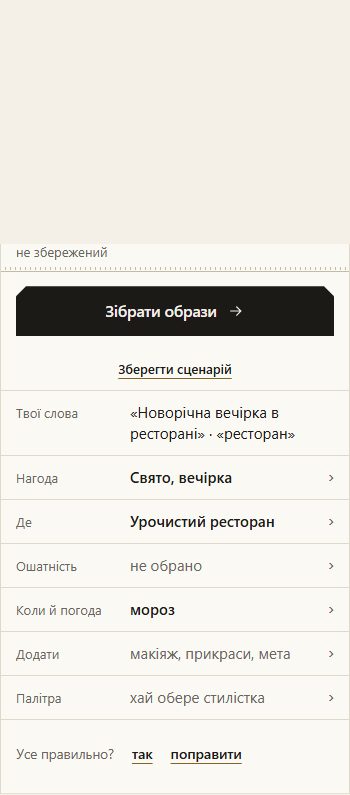 не збережений
Зібрати образи →
Зберегти сценарій
Твої слова
«Новорічна вечірка в
ресторані» · «ресторан»
Нагода
Свято, вечірка
Де
Урочистий ресторан
Ошатність
не обрано
Коли й погода
мороз
Додати
макіяж, прикраси, мета
Палітра
хай обере стилістка
Усе правильно? так поправити